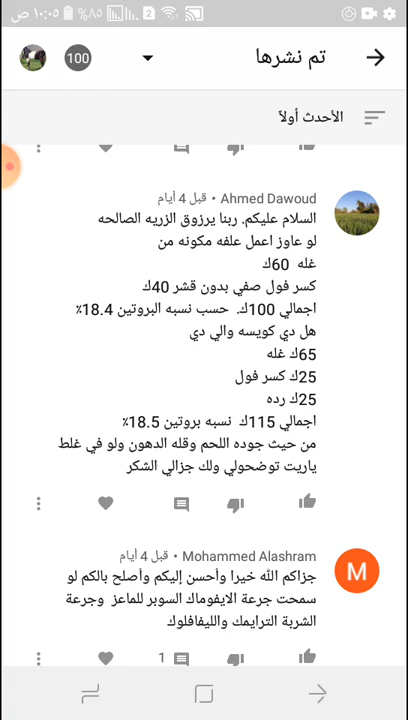 ١٠:٠٥ ص
٨٥٪
2
تم نشرها
100
الأحدث أولاً
Ahmed Dawoud • قبل 4 أيام
السلام عليكم. ربنا يرزوق الزريه الصالحه
لو عاوز اعمل علفه مكونه من
غله 60ك
كسر فول صفي بدون قشر 40ك
اجمالي 100ك. حسب نسبه البروتين 18.4٪
هل دي كويسه والي دي
65ك غله
25ك كسر فول
25ك رده
اجمالي 115ك نسبه بروتين 18.5٪
من حيث جوده اللحم وقله الدهون ولو في غلط
ياريت توضحولي ولك جزالي الشكر
Mohammed Alashram • قبل 4 أيام
M
جزاكم الله خيرا وأحسن إليكم وأصلح بالكم لو
سمحت جرعة الايفوماك السوبر للماعز وجرعة
الشربة الترايمك والليفافلوك
1